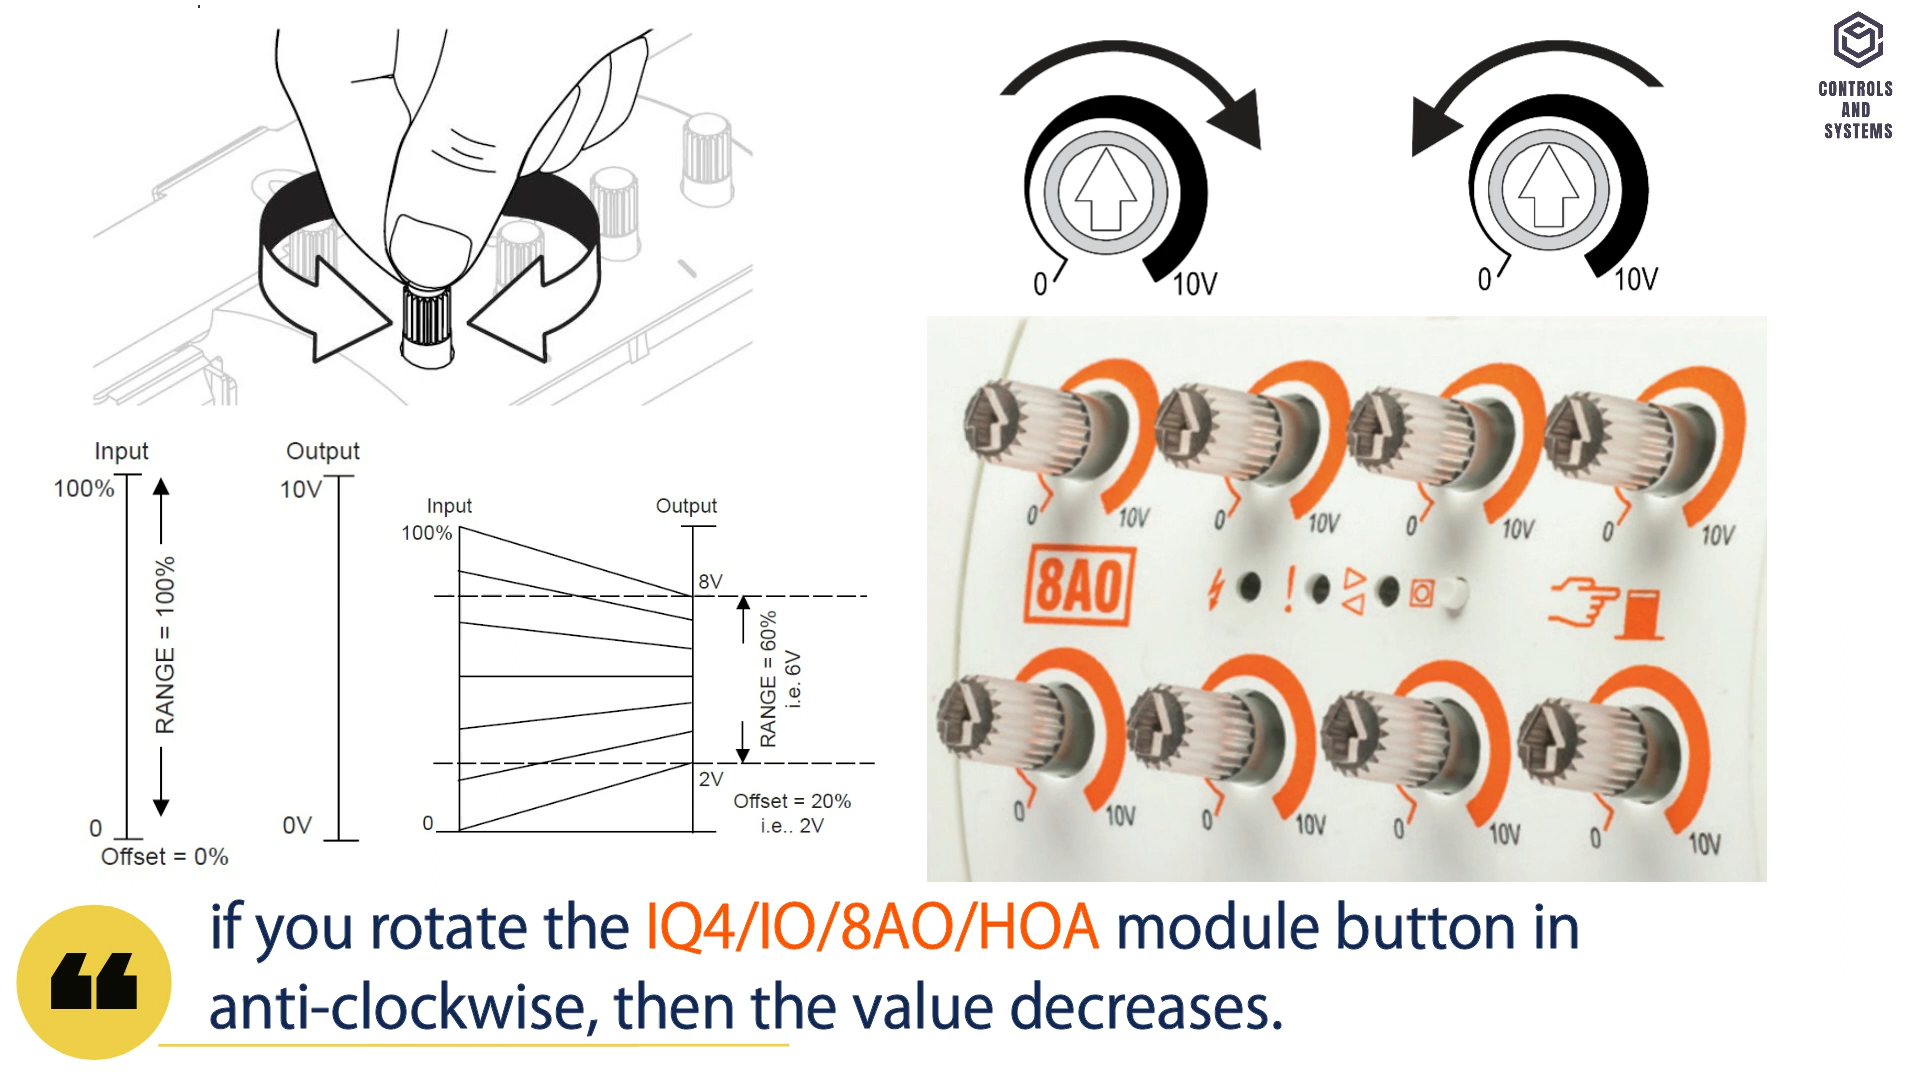 CONTROLS
AND
SYSTEMS
0 10V
0 10V
Input
100%
RANGE = 100%
0
Offset = 0%
Output
10V
0V
Input
100%
0
Output
8V
RANGE = 60%
i.e. 6V
2V
Offset = 20%
i.e.. 2V
0 10V 0 10V 0 10V 0 10V
8AO
!
0 10V 0 10V 0 10V 0 10V
❝ if you rotate the IQ4/IO/8AO/HOA module button in
anti-clockwise, then the value decreases.